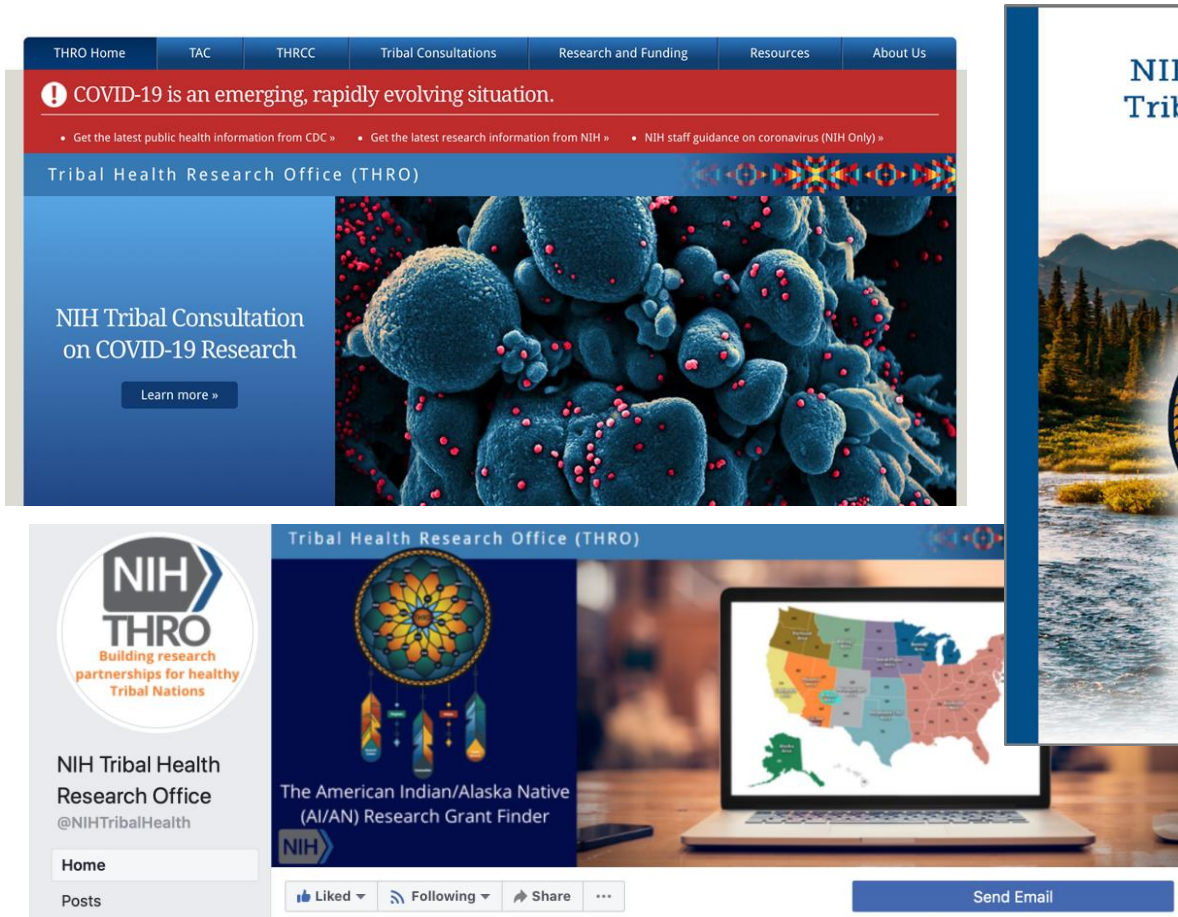 THRO Home TAC THRCC Tribal Consultations Research and Funding Resources About Us
COVID-19 is an emerging, rapidly evolving situation.
• Get the latest public health information from CDC » • Get the latest research information from NIH » • NIH staff guidance on coronavirus (NIH Only) »
Tribal Health Research Office (THRO)
NIH Tribal Consultation
on COVID-19 Research
Learn more »
NIH
THRO
Building research
partnerships for healthy
Tribal Nations
NIH Tribal Health
Research Office
@NIHTribalHealth
Home
Posts
Tribal Health Research Office (THRO)
The American Indian/Alaska Native
(AI/AN) Research Grant Finder
NIH
Liked Following Share ...
Send Email